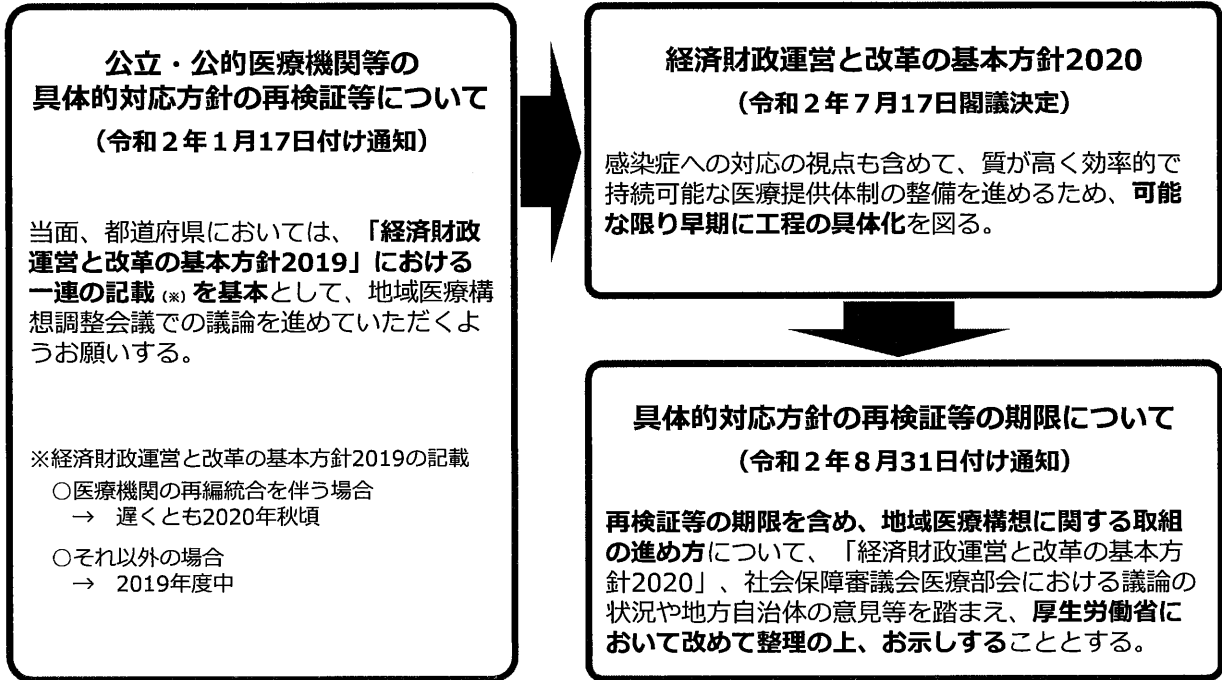 公立・公的医療機関等の
具体的対応方針の再検証等について
（令和２年１月17日付け通知）
当面、都道府県においては、「経済財政
運営と改革の基本方針2019」における
一連の記載（※）を基本として、地域医療構
想調整会議での議論を進めていただくよ
うお願いする。
※経済財政運営と改革の基本方針2019の記載
○医療機関の再編統合を伴う場合
→　遅くとも2020年秋頃
○それ以外の場合
→　2019年度中
経済財政運営と改革の基本方針2020
（令和２年７月17日閣議決定）
感染症への対応の視点も含めて、質が高く効率的で
持続可能な医療提供体制の整備を進めるため、可能
な限り早期に工程の具体化を図る。
具体的対応方針の再検証等の期限について
（令和２年８月31日付け通知）
再検証等の期限を含め、地域医療構想に関する取組
の進め方について、「経済財政運営と改革の基本方
針2020」、社会保障審議会医療部会における議論の
状況や地方自治体の意見等を踏まえ、厚生労働省に
おいて改めて整理の上、お示しすることとする。